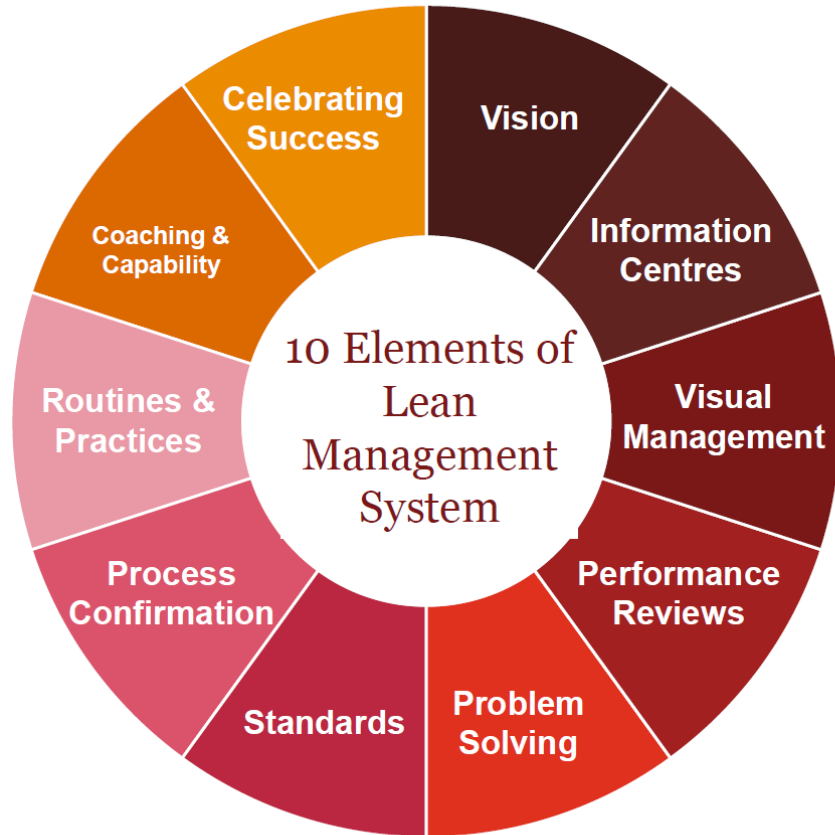 10 Elements of
Lean
Management
System
Vision
Information
Centres
Visual
Management
Performance
Reviews
Problem
Solving
Standards
Process
Confirmation
Routines &
Practices
Coaching &
Capability
Celebrating
Success